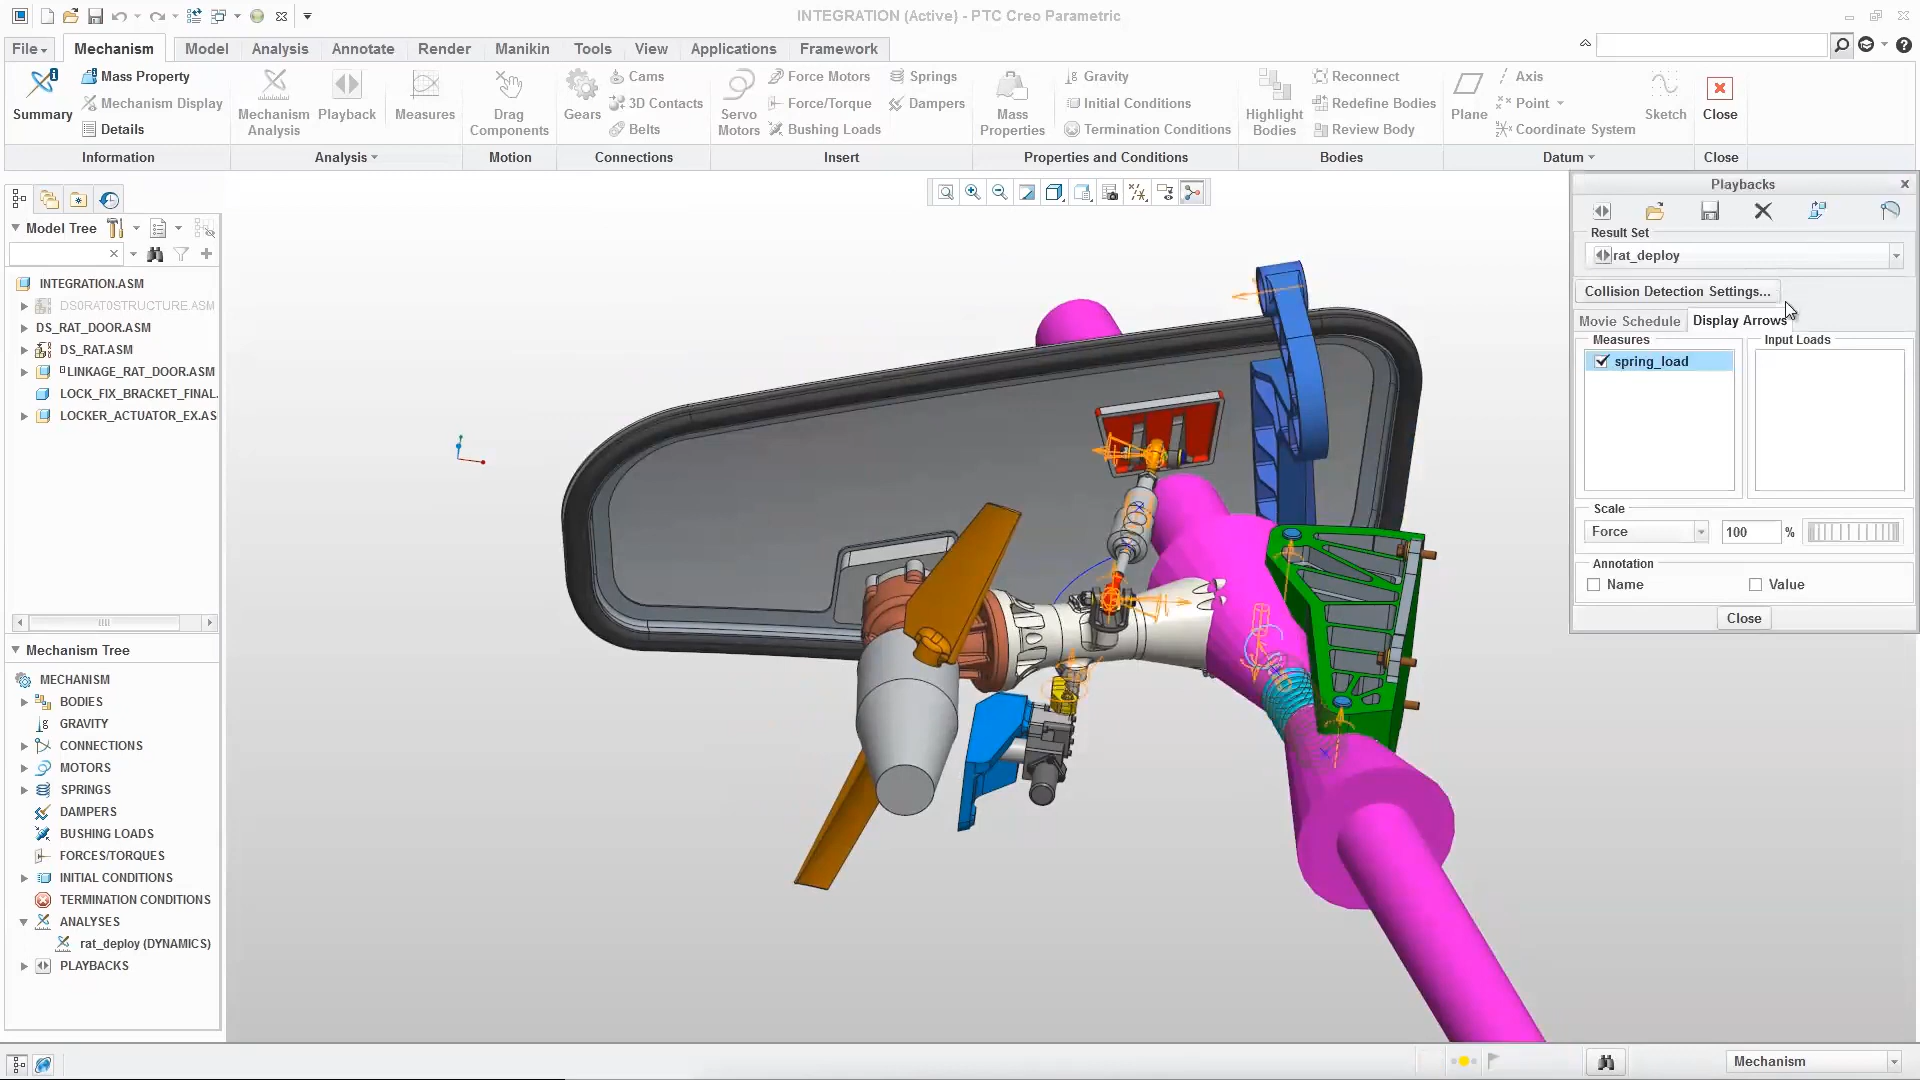 INTEGRATION (Active) - PTC Creo Parametric
File Mechanism Model Analysis Annotate Render Manikin Tools View Applications Framework
Summary
Mass Property
Mechanism Display
Details
Information
Mechanism Analysis
Playback
Measures
Analysis
Drag Components
Motion
Gears
Cams
3D Contacts
Belts
Connections
Servo Motors
Force Motors
Force/Torque
Bushing Loads
Springs
Dampers
Insert
Mass Properties
Gravity
Initial Conditions
Termination Conditions
Properties and Conditions
Highlight Bodies
Reconnect
Redefine Bodies
Review Body
Bodies
Plane
Axis
Point
Coordinate System
Sketch
Datum
Close
Close
Model Tree
INTEGRATION.ASM
DS0RAT0STRUCTURE.ASM
DS_RAT_DOOR.ASM
DS_RAT.ASM
LINKAGE_RAT_DOOR.ASM
LOCK_FIX_BRACKET_FINAL.
LOCKER_ACTUATOR_EX.AS
Mechanism Tree
MECHANISM
BODIES
GRAVITY
CONNECTIONS
MOTORS
SPRINGS
DAMPERS
BUSHING LOADS
FORCES/TORQUES
INITIAL CONDITIONS
TERMINATION CONDITIONS
ANALYSES
rat_deploy (DYNAMICS)
PLAYBACKS
Playbacks
Result Set
rat_deploy
Collision Detection Settings...
Movie Schedule Display Arrows
Measures Input Loads
spring_load
Scale
Force 100 %
Annotation
Name Value
Close
Mechanism